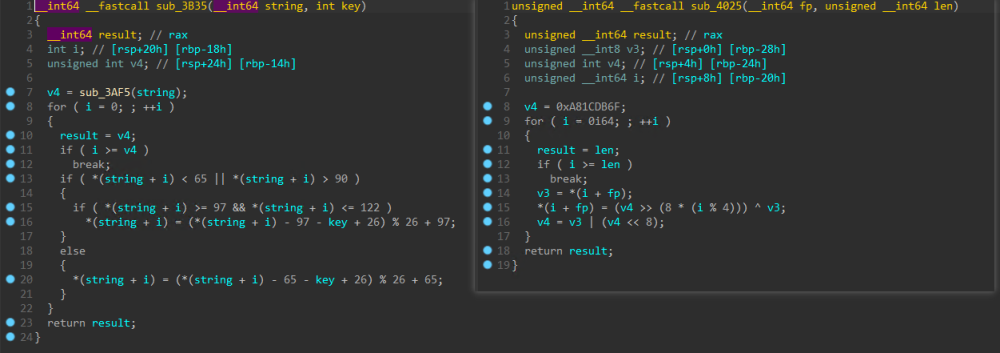 1 __int64 __fastcall sub_3B35(__int64 string, int key)
2 {
3 __int64 result; // rax
4 int i; // [rsp+20h] [rbp-18h]
5 unsigned int v4; // [rsp+24h] [rbp-14h]
6
7 v4 = sub_3AF5(string);
8 for ( i = 0; ; ++i )
9 {
10 result = v4;
11 if ( i >= v4 )
12 break;
13 if ( *(string + i) < 65 || *(string + i) > 90 )
14 {
15 if ( *(string + i) >= 97 && *(string + i) <= 122 )
16 *(string + i) = (*(string + i) - 97 - key + 26) % 26 + 97;
17 }
18 else
19 {
20 *(string + i) = (*(string + i) - 65 - key + 26) % 26 + 65;
21 }
22 }
23 return result;
24 }
1 unsigned __int64 __fastcall sub_4025(__int64 fp, unsigned __int64 len)
2 {
3 unsigned __int64 result; // rax
4 unsigned __int8 v3; // [rsp+0h] [rbp-28h]
5 unsigned int v4; // [rsp+4h] [rbp-24h]
6 unsigned __int64 i; // [rsp+8h] [rbp-20h]
7
8 v4 = 0xA81CDB6F;
9 for ( i = 0i64; ; ++i )
10 {
11 result = len;
12 if ( i >= len )
13 break;
14 v3 = *(i + fp);
15 *(i + fp) = (v4 >> (8 * (i % 4))) ^ v3;
16 v4 = v3 | (v4 << 8);
17 }
18 return result;
19 }